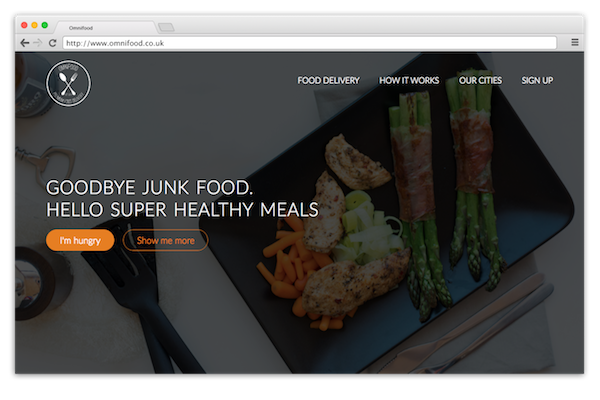 Omnifood
http://www.omnifood.co.uk
OMNIFOOD
FOOD DELIVERY HOW IT WORKS OUR CITIES SIGN UP
GOODBYE JUNK FOOD.
HELLO SUPER HEALTHY MEALS
I'm hungry Show me more